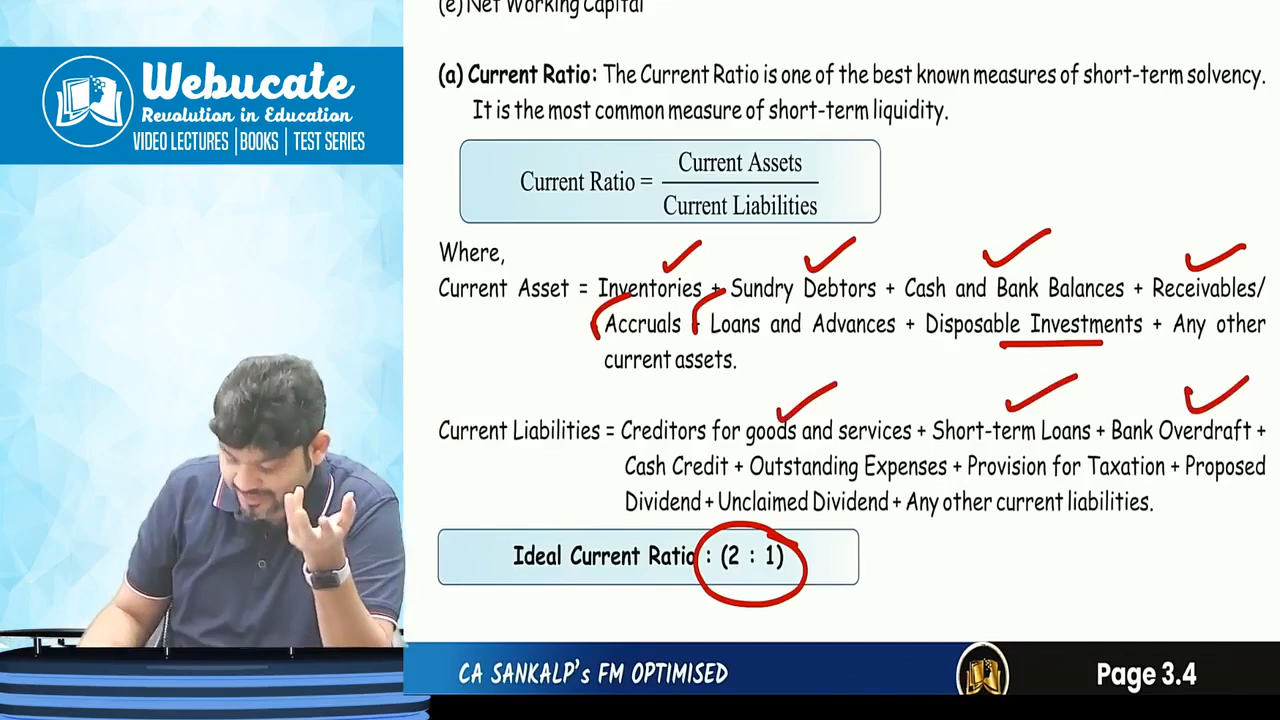 (e) Net Working Capital
Webucate
Revolution in Education
VIDEO LECTURES | BOOKS | TEST SERIES
(a) Current Ratio: The Current Ratio is one of the best known measures of short-term solvency.
It is the most common measure of short-term liquidity.
Current Ratio = Current Assets
Current Liabilities
Where,
Current Asset = Inventories + Sundry Debtors + Cash and Bank Balances + Receivables/
Accruals + Loans and Advances + Disposable Investments + Any other
current assets.
Current Liabilities = Creditors for goods and services + Short-term Loans + Bank Overdraft +
Cash Credit + Outstanding Expenses + Provision for Taxation + Proposed
Dividend + Unclaimed Dividend + Any other current liabilities.
Ideal Current Ratio : (2 : 1)
CA SANKALP's FM OPTIMISED
Page 3.4